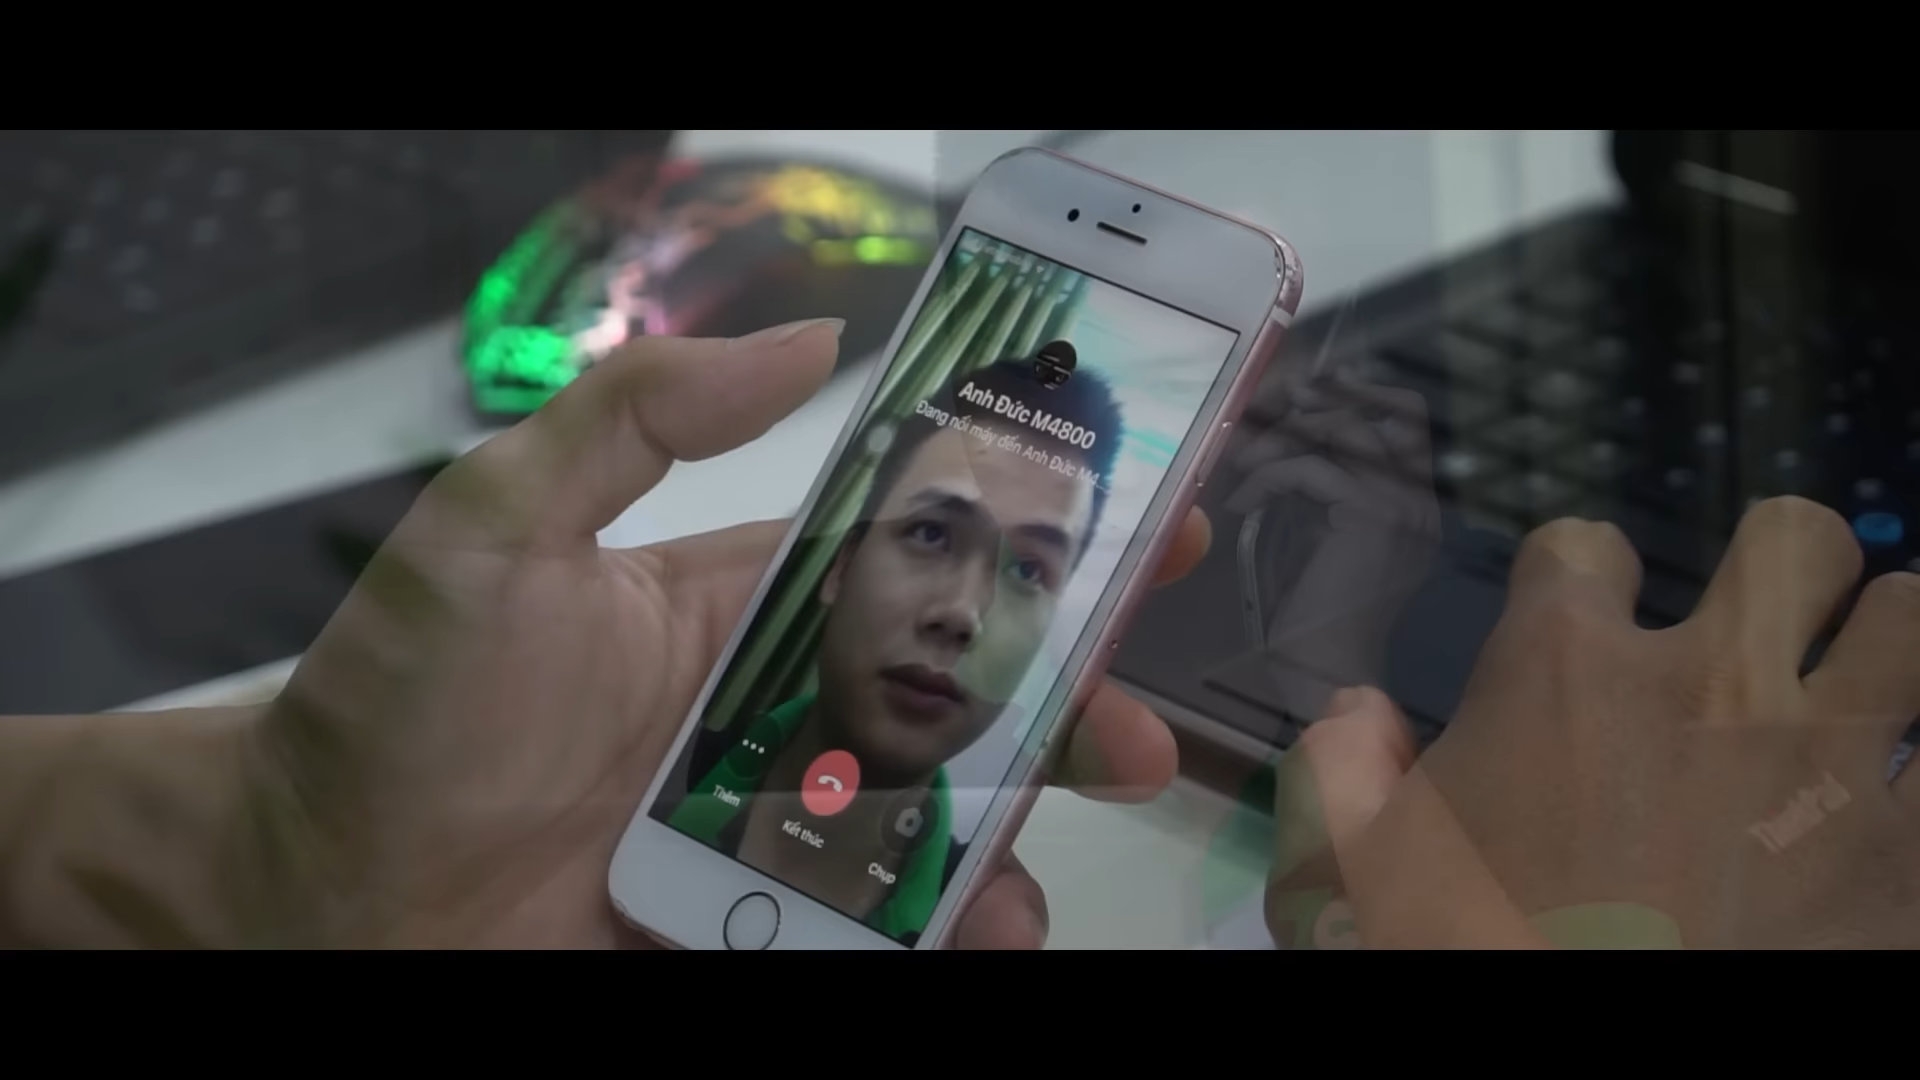 Anh Đức M4800
Đang nối máy đến Anh Đức M4...
Thêm
Kết thúc
Chụp
ThinkPad